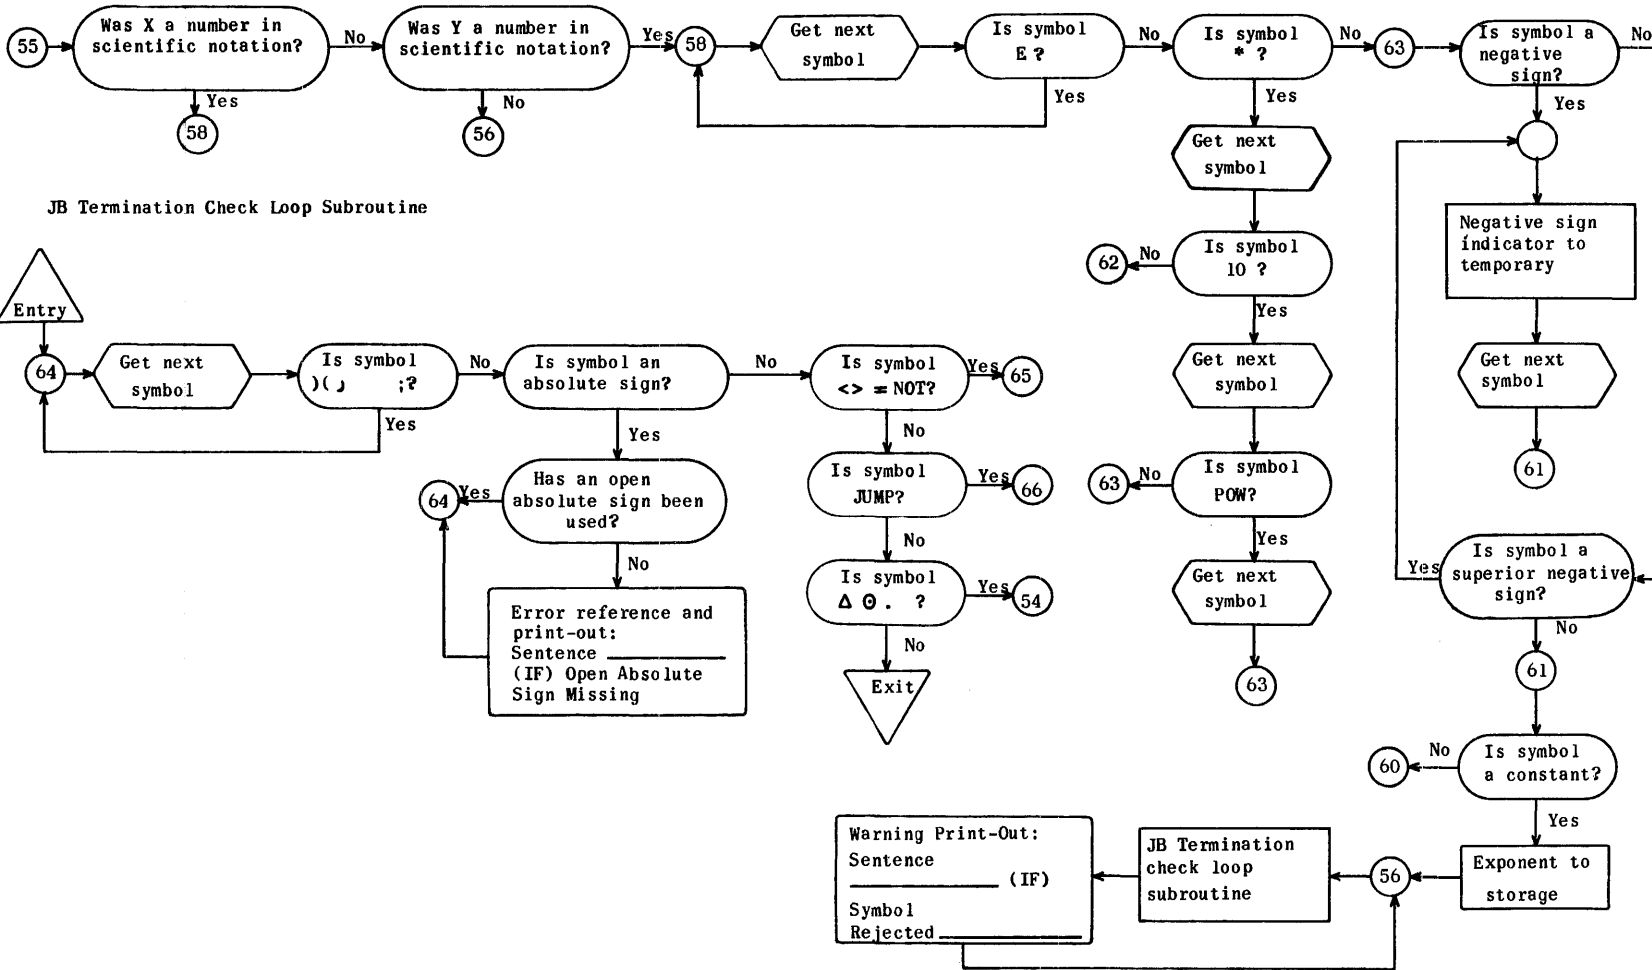 55
Was X a number in
scientific notation?
No
Yes
58
Was Y a number in
scientific notation?
Yes
No
56
58
Get next
symbol
Is symbol
E ?
No
Yes
Is symbol
* ?
No
Yes
63
Is symbol a
negative
sign?
No
Yes
Get next
symbol
Is symbol
10 ?
No
62
Yes
Get next
symbol
Is symbol
POW?
No
63
Yes
Get next
symbol
63
Negative sign
indicator to
temporary
Get next
symbol
61
Is symbol a
superior negative
sign?
Yes
No
61
Is symbol
a constant?
No
60
Yes
Exponent to
storage
56
JB Termination
check loop
subroutine
Warning Print-Out:
Sentence
(IF)
Symbol
Rejected
JB Termination Check Loop Subroutine
Entry
64
Get next
symbol
Is symbol
)( , ;?
No
Yes
Is symbol an
absolute sign?
No
Yes
Has an open
absolute sign been
used?
Yes
64
No
Error reference and
print-out:
Sentence
(IF) Open Absolute
Sign Missing
Is symbol
<> = NOT?
Yes
65
No
Is symbol
JUMP?
Yes
66
No
Is symbol
Δ Θ . ?
Yes
54
No
Exit